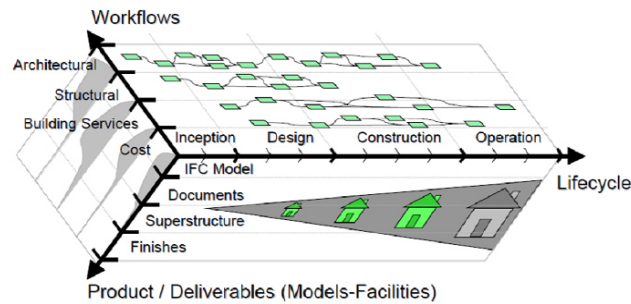 Workflows
Architectural
Structural
Building Services
Cost
Inception Design Construction Operation
IFC Model
Lifecycle
Documents
Superstructure
Finishes
Product / Deliverables (Models-Facilities)